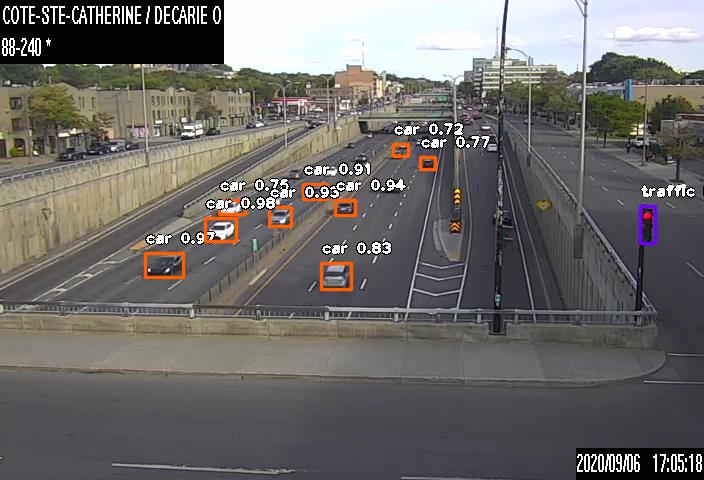 COTE-STE-CATHERINE / DECARIE O
88-240 *
car 0.72
car 0.77
car 0.91
car 0.75
car 0.93
car 0.94
car 0.98
car 0.97
car 0.83
traffic
2020/09/06 17:05:18